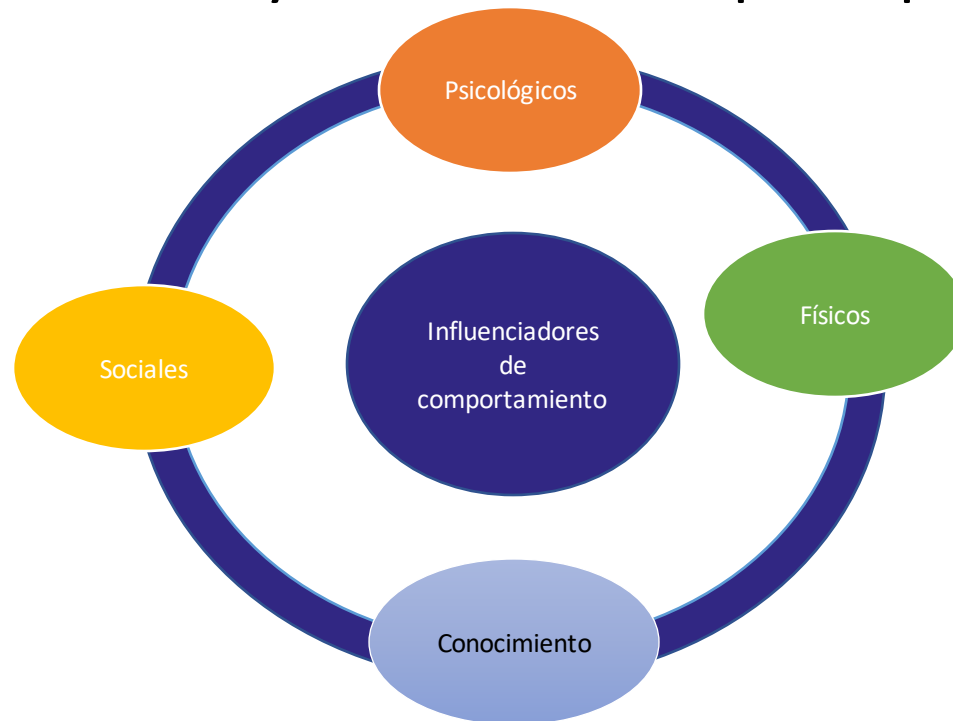 Psicológicos
Físicos
Influenciadores
de
comportamiento
Sociales
Conocimiento